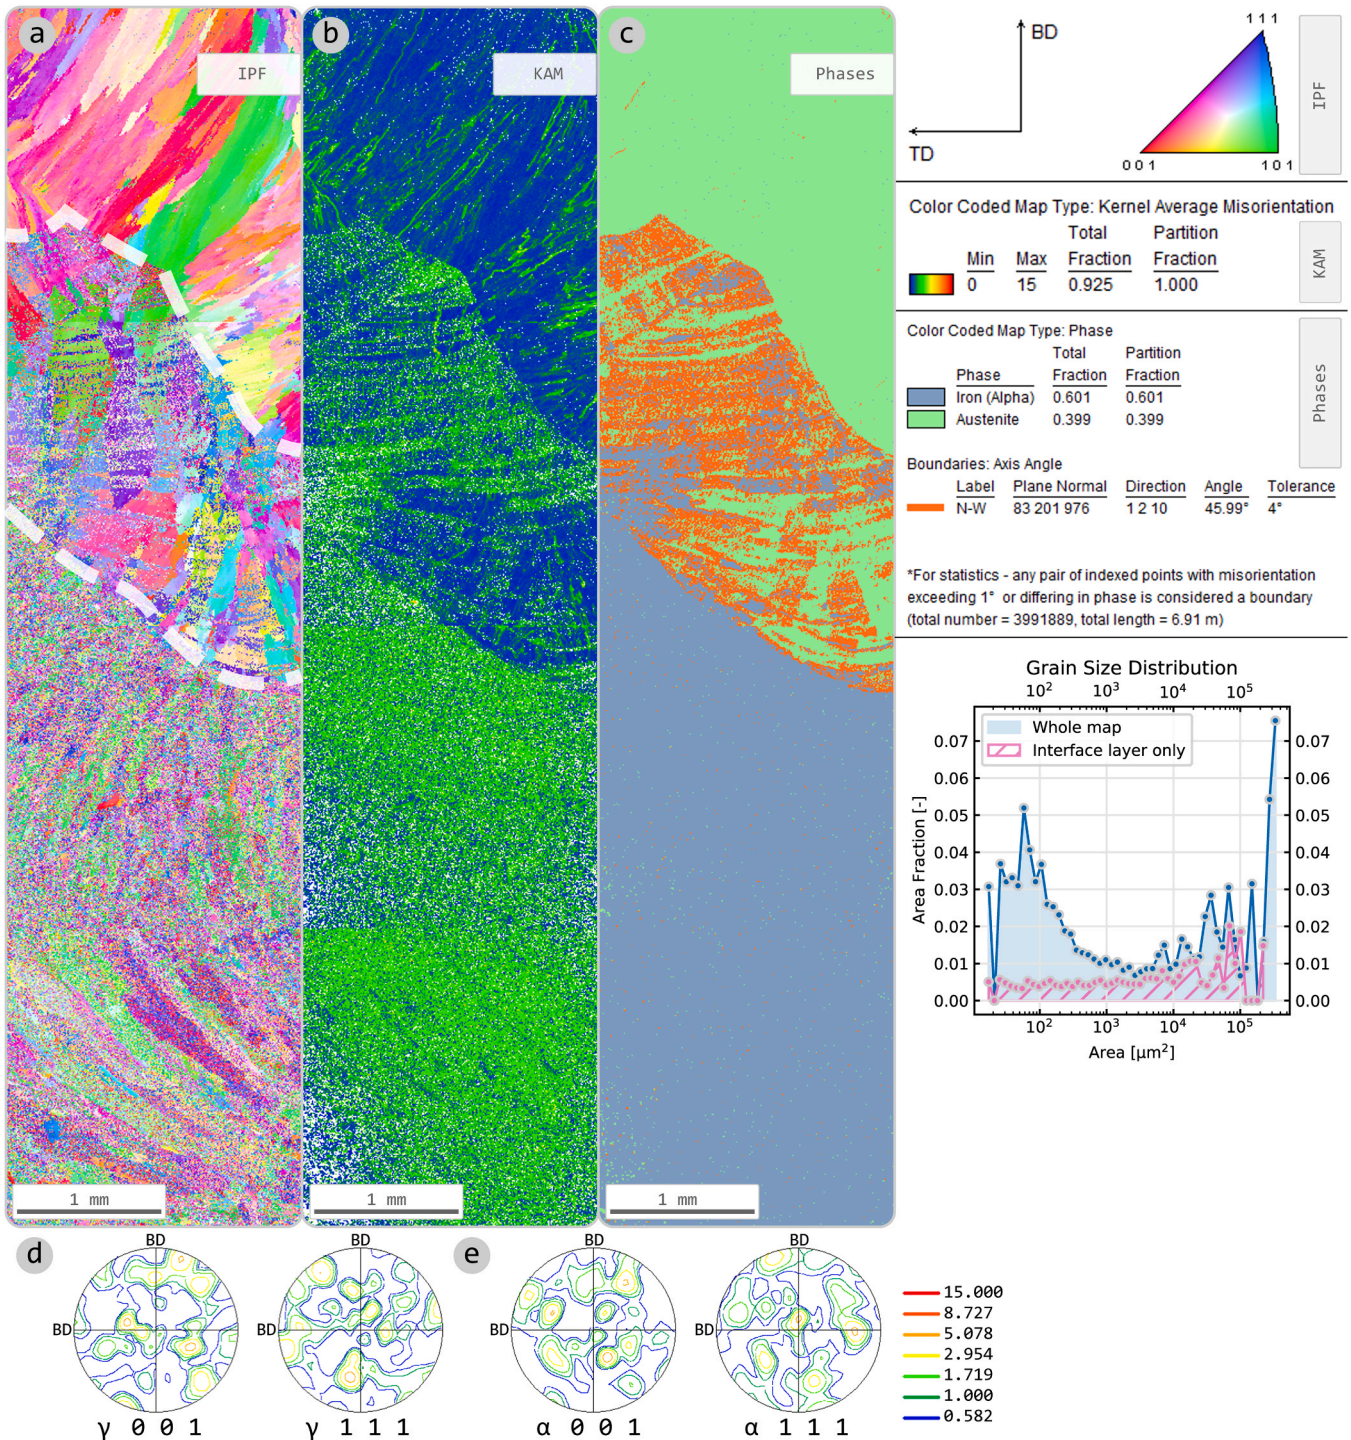 a
IPF
b
KAM
c
Phases
BD
TD
1 1 1
0 0 1
1 0 1
IPF
Color Coded Map Type: Kernel Average Misorientation
Total Partition
Min Max Fraction Fraction
0 15 0.925 1.000
KAM
Color Coded Map Type: Phase
Total Partition
Phase Fraction Fraction
Iron (Alpha) 0.601 0.601
Austenite 0.399 0.399
Phases
Boundaries: Axis Angle
Label Plane Normal Direction Angle Tolerance
N-W 83 201 976 1 2 10 45.99° 4°
*For statistics - any pair of indexed points with misorientation
exceeding 1° or differing in phase is considered a boundary
(total number = 3991889, total length = 6.91 m)
Grain Size Distribution
10² 10³ 10⁴ 10⁵
Whole map
Interface layer only
0.07 0.07
0.06 0.06
0.05 0.05
0.04 0.04
0.03 0.03
0.02 0.02
0.01 0.01
0.00 0.00
Area Fraction [-]
10² 10³ 10⁴ 10⁵
Area [µm²]
1 mm
1 mm
1 mm
d
BD
BD
γ 0 0 1
BD
BD
γ 1 1 1
e
BD
BD
α 0 0 1
BD
BD
α 1 1 1
15.000
8.727
5.078
2.954
1.719
1.000
0.582